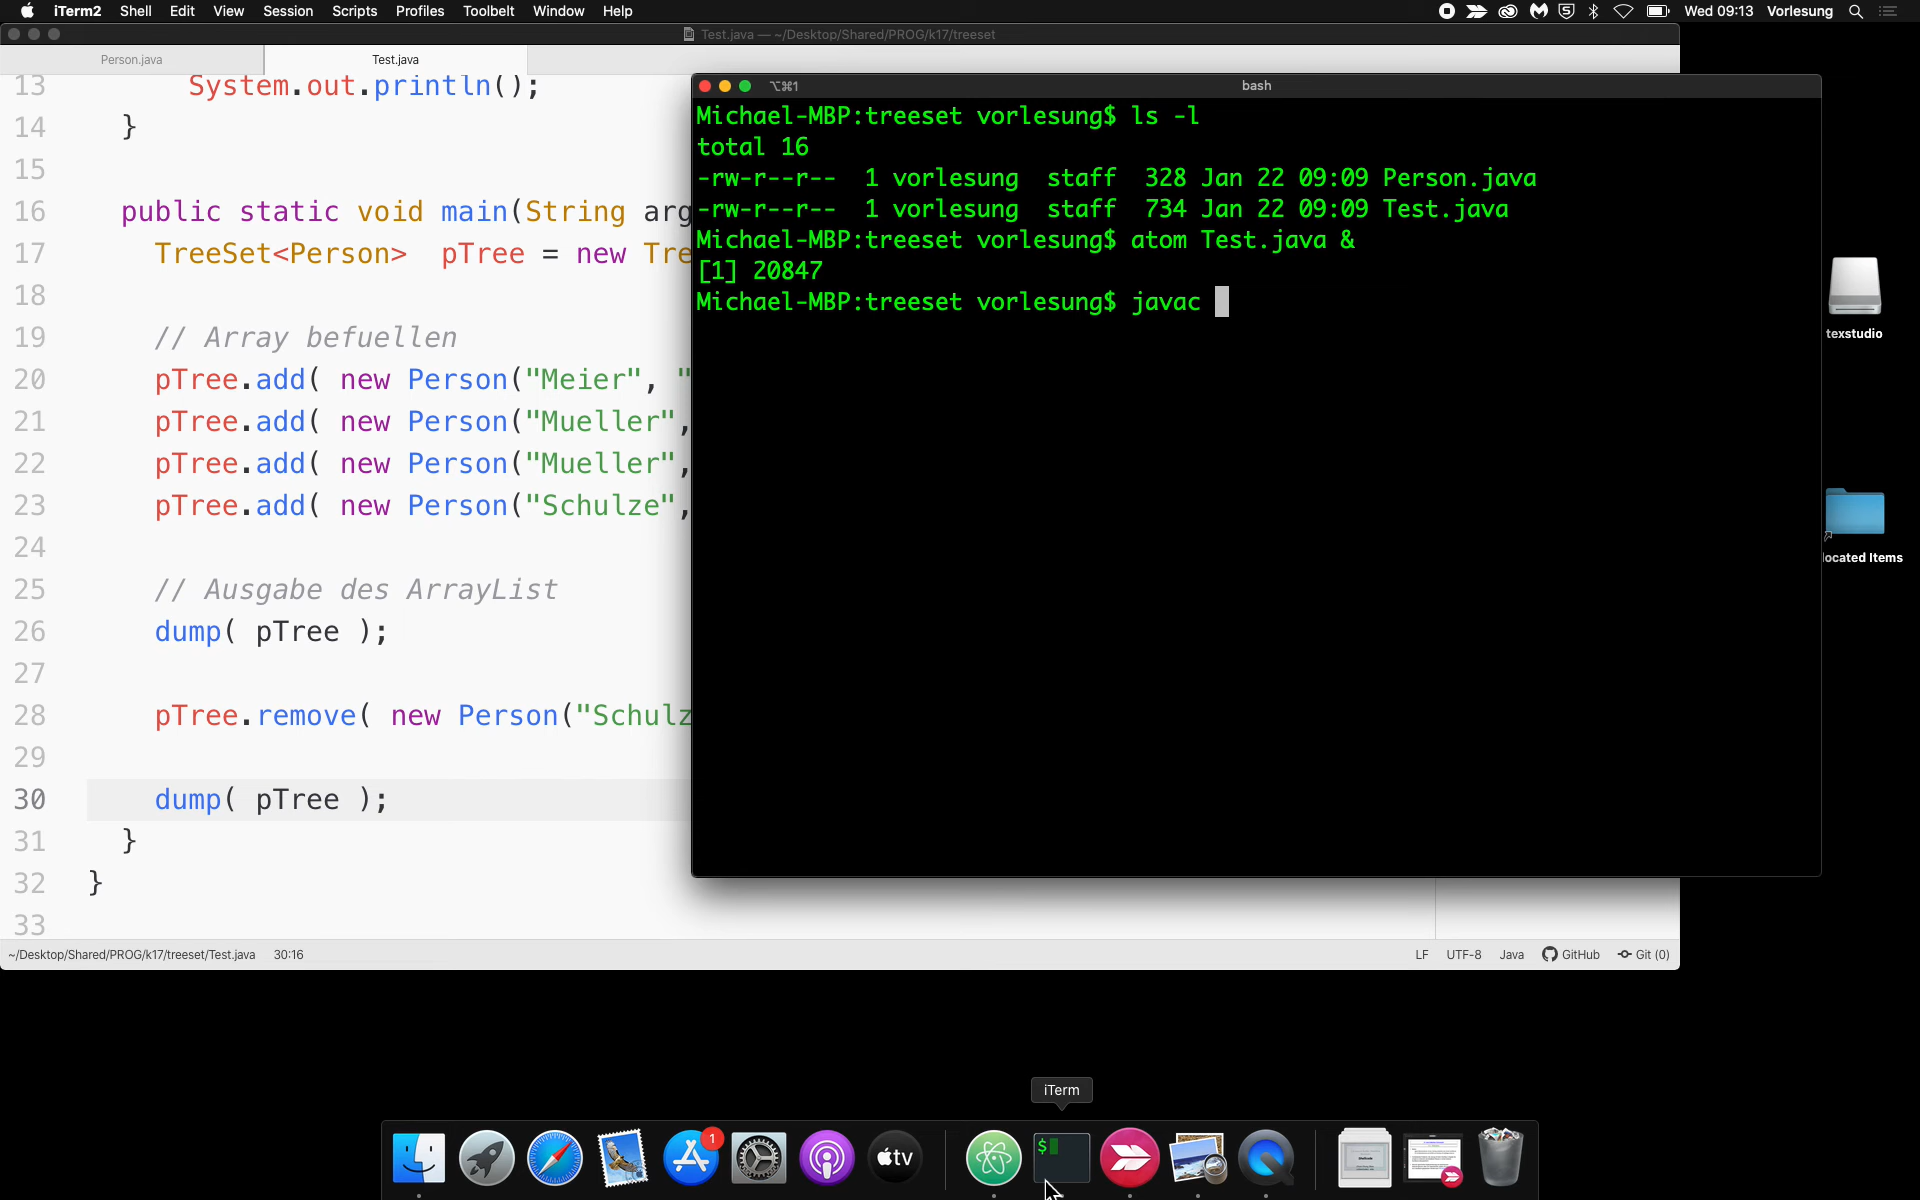 iTerm2 Shell Edit View Session Scripts Profiles Toolbelt Window Help
Wed 09:13 Vorlesung
Test.java — ~/Desktop/Shared/PROG/k17/treeset
Person.java
Test.java
13 System.out.println();
14 }
15
16 public static void main(String arg
17 TreeSet<Person> pTree = new Tre
18
19 // Array befuellen
20 pTree.add( new Person("Meier", "
21 pTree.add( new Person("Mueller",
22 pTree.add( new Person("Mueller",
23 pTree.add( new Person("Schulze",
24
25 // Ausgabe des ArrayList
26 dump( pTree );
27
28 pTree.remove( new Person("Schulz
29
30 dump( pTree );
31 }
32 }
33
~/Desktop/Shared/PROG/k17/treeset/Test.java 30:16
LF UTF-8 Java GitHub Git (0)
⌥⌘1 bash
Michael-MBP:treeset vorlesung$ ls -l
total 16
-rw-r--r-- 1 vorlesung staff 328 Jan 22 09:09 Person.java
-rw-r--r-- 1 vorlesung staff 734 Jan 22 09:09 Test.java
Michael-MBP:treeset vorlesung$ atom Test.java &
[1] 20847
Michael-MBP:treeset vorlesung$ javac
texstudio
located Items
iTerm
1
tv
$